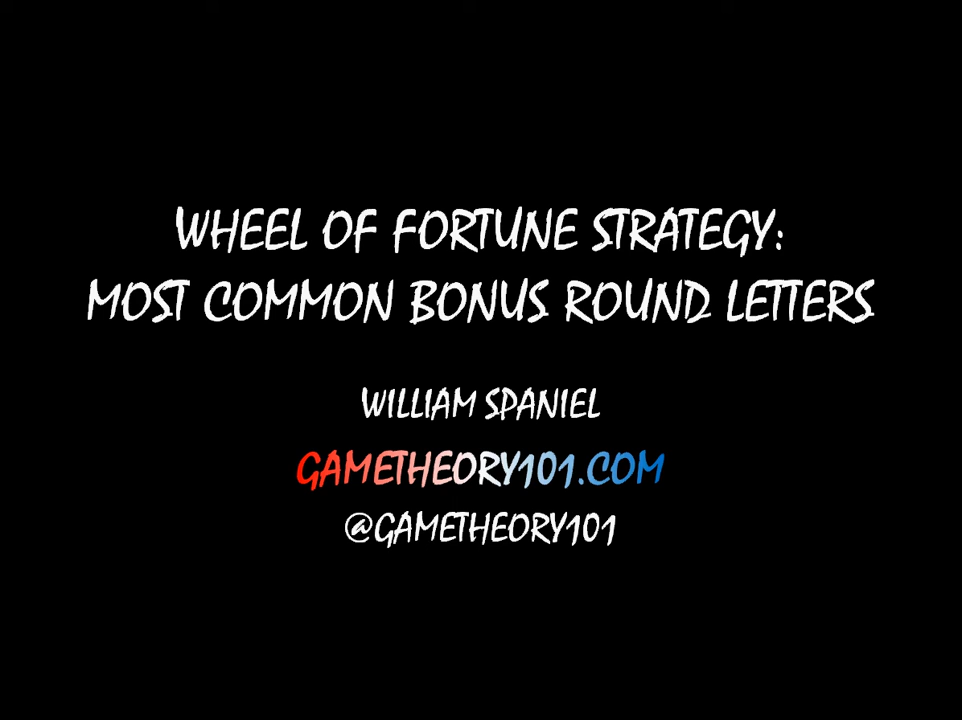 WHEEL OF FORTUNE STRATEGY:
MOST COMMON BONUS ROUND LETTERS
WILLIAM SPANIEL
GAMETHEORY101.COM
@GAMETHEORY101